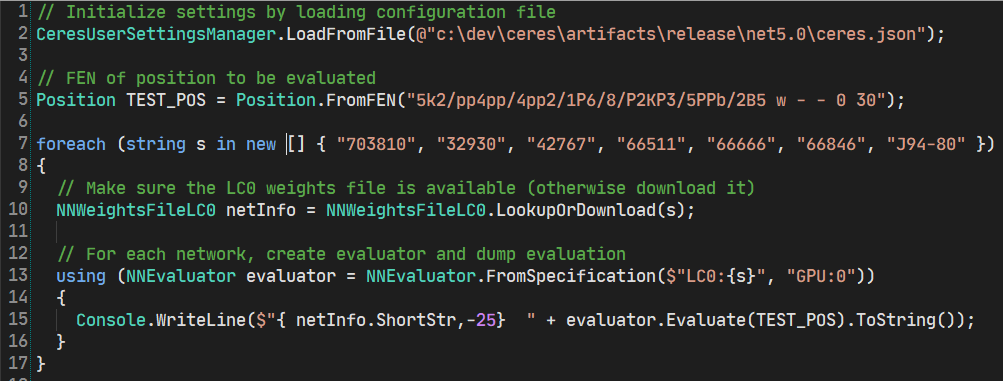 1 // Initialize settings by loading configuration file
2 CeresUserSettingsManager.LoadFromFile(@"c:\dev\ceres\artifacts\release\net5.0\ceres.json");
3
4 // FEN of position to be evaluated
5 Position TEST_POS = Position.FromFEN("5k2/pp4pp/4pp2/1P6/8/P2KP3/5PPb/2B5 w - - 0 30");
6
7 foreach (string s in new [] { "703810", "32930", "42767", "66511", "66666", "66846", "J94-80" })
8 {
9   // Make sure the LC0 weights file is available (otherwise download it)
10   NNWeightsFileLC0 netInfo = NNWeightsFileLC0.LookupOrDownload(s);
11
12   // For each network, create evaluator and dump evaluation
13   using (NNEvaluator evaluator = NNEvaluator.FromSpecification($"LC0:{s}", "GPU:0"))
14   {
15     Console.WriteLine($"{ netInfo.ShortStr,-25}  " + evaluator.Evaluate(TEST_POS).ToString());
16   }
17 }